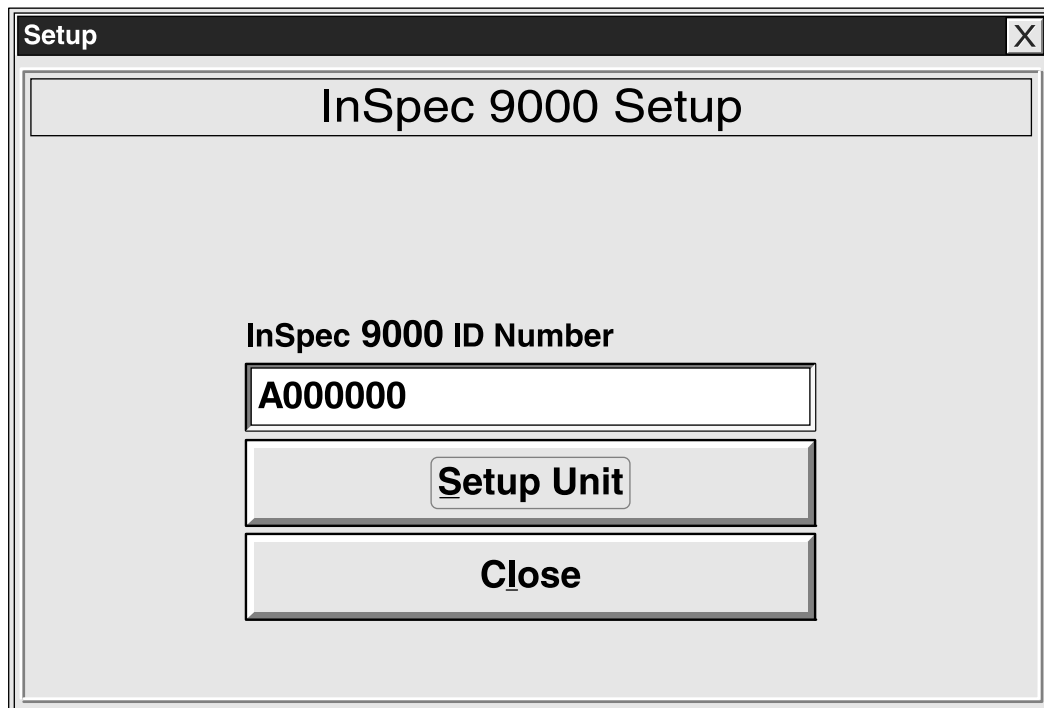 Setup
X
InSpec 9000 Setup
InSpec 9000 ID Number
A000000
Setup Unit
Close